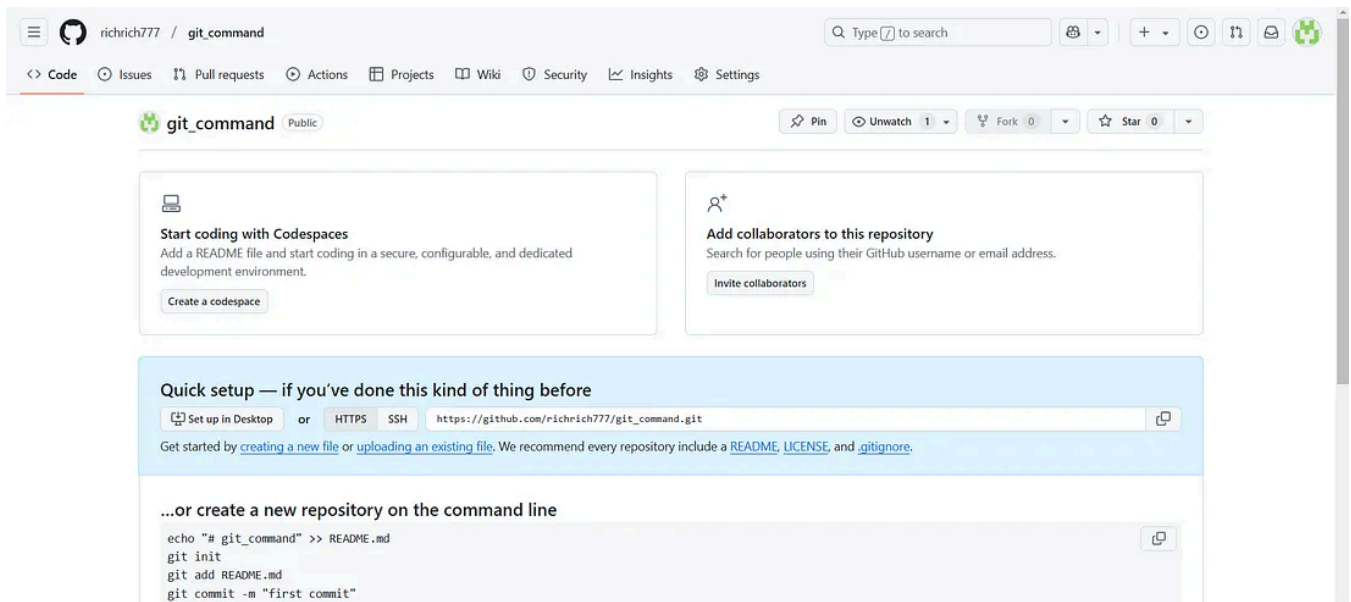 richrich777 / git_command
Type / to search
<> Code Issues Pull requests Actions Projects Wiki Security Insights Settings
git_command Public
Pin Unwatch 1 Fork 0 Star 0
Start coding with Codespaces
Add a README file and start coding in a secure, configurable, and dedicated
development environment.
Create a codespace
Add collaborators to this repository
Search for people using their GitHub username or email address.
Invite collaborators
Quick setup — if you’ve done this kind of thing before
Set up in Desktop or HTTPS SSH https://github.com/richrich777/git_command.git
Get started by creating a new file or uploading an existing file. We recommend every repository include a README, LICENSE, and .gitignore.
...or create a new repository on the command line
echo "# git_command" >> README.md
git init
git add README.md
git commit -m "first commit"